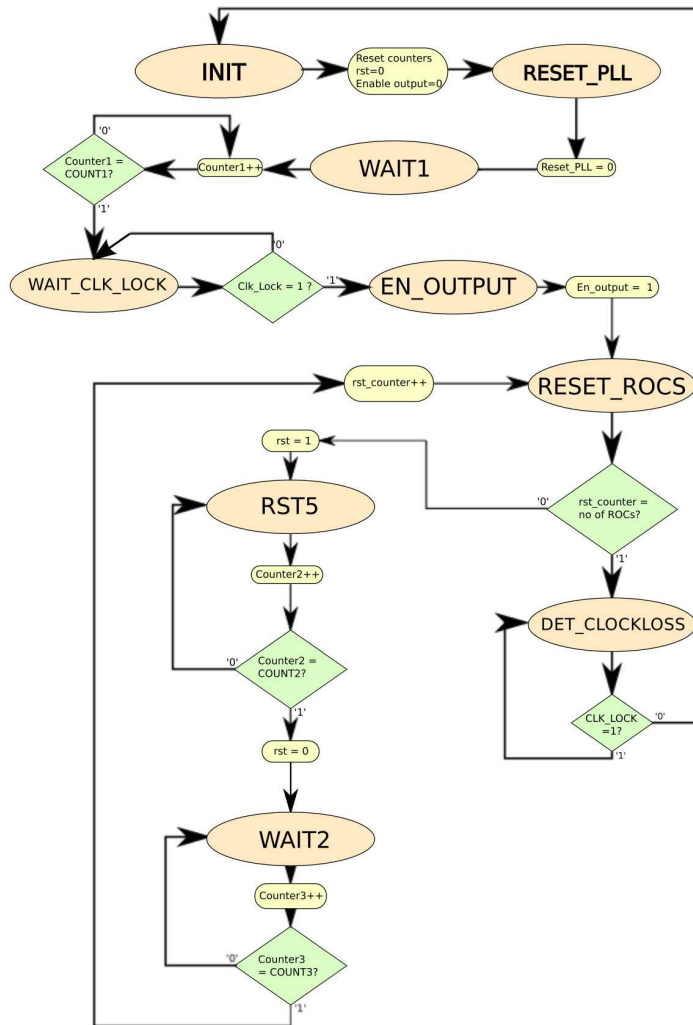 INIT
Reset counters
rst=0
Enable output=0
RESET_PLL
'0'
Counter1 =
COUNT1?
Counter1++
WAIT1
Reset_PLL = 0
'1'
'0'
WAIT_CLK_LOCK
Clk_Lock = 1 ?
'1'
EN_OUTPUT
En_output = 1
rst_counter++
RESET_ROCS
rst = 1
'0'
rst_counter =
no of ROCs?
RST5
'1'
Counter2++
DET_CLOCKLOSS
Counter2 =
COUNT2?
'0'
'1'
CLK_LOCK
=1?
'0'
'1'
rst = 0
WAIT2
Counter3++
Counter3
= COUNT3?
'0'
'1'